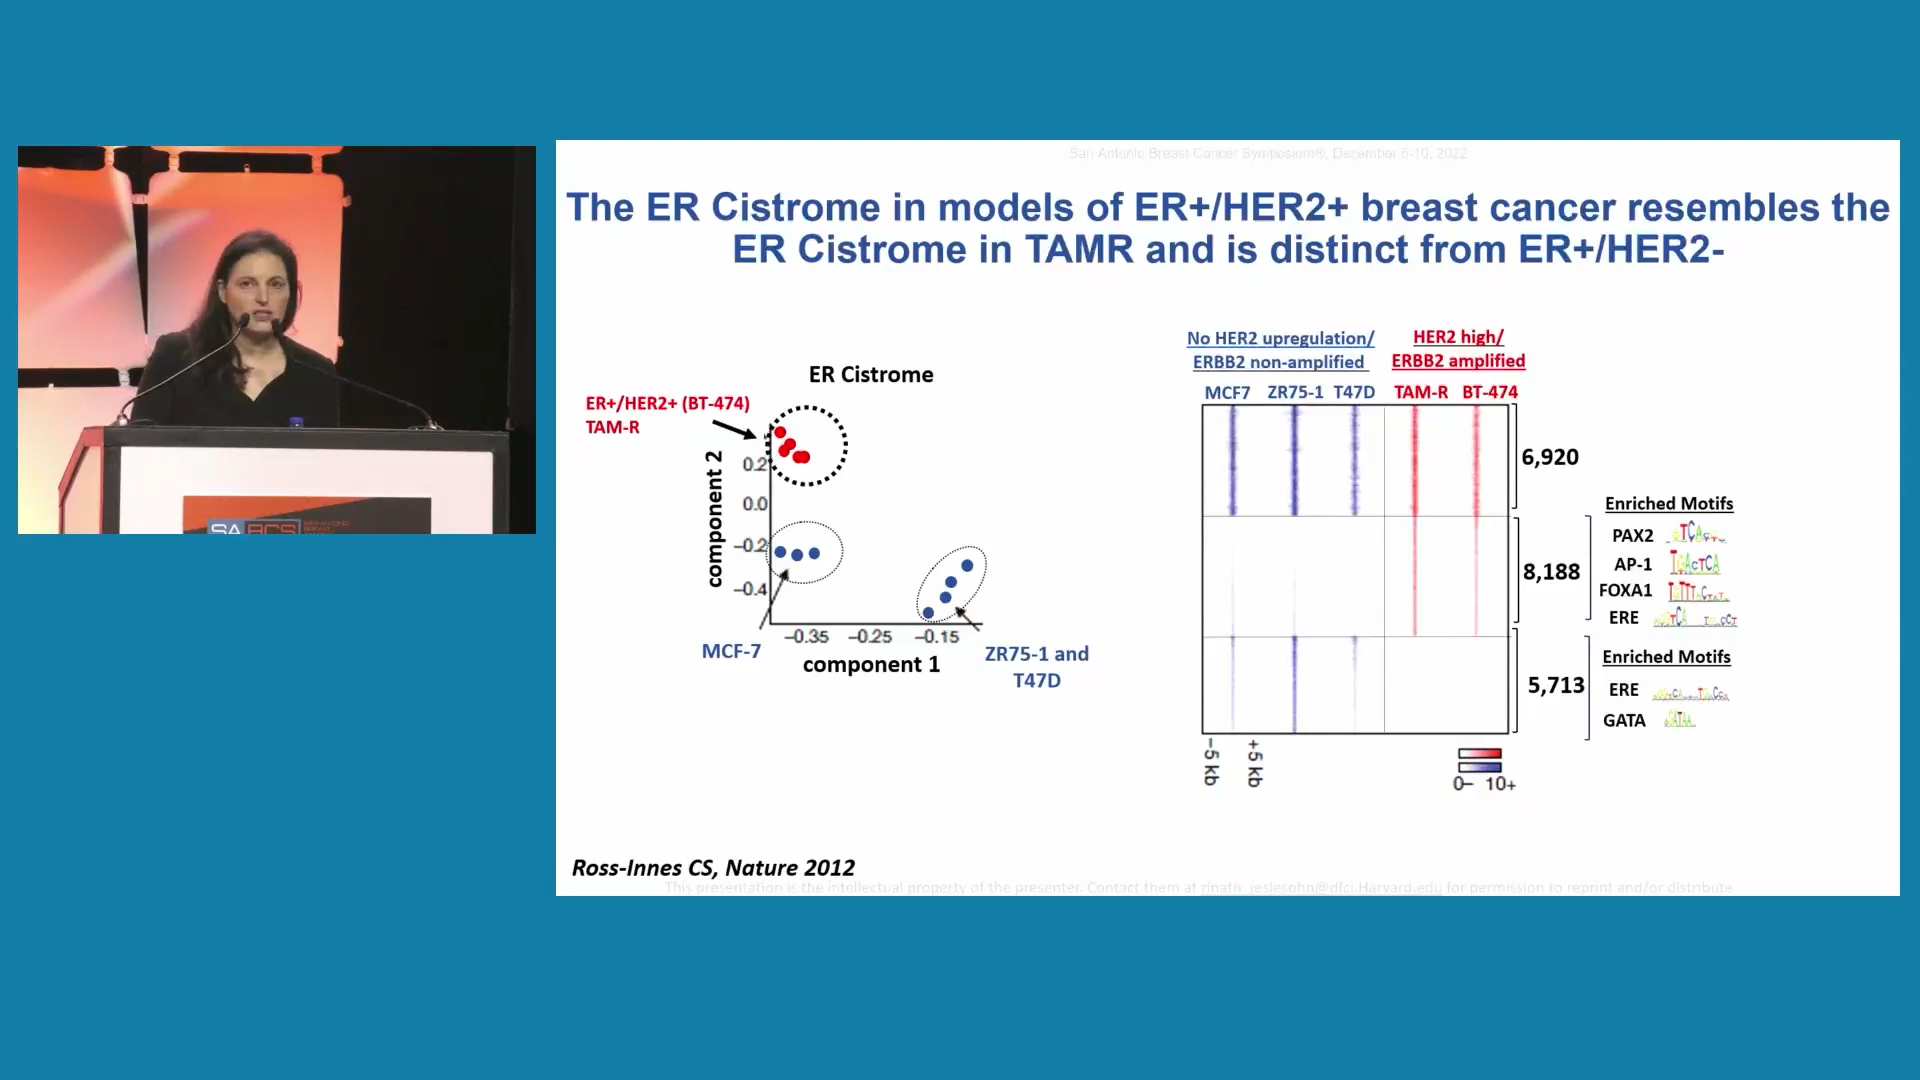 San Antonio Breast Cancer Symposium®, December 6-10, 2022
The ER Cistrome in models of ER+/HER2+ breast cancer resembles the
ER Cistrome in TAMR and is distinct from ER+/HER2-
ER Cistrome
ER+/HER2+ (BT-474)
TAM-R
component 2
0.2
0.0
–0.2
–0.4
–0.35 –0.25 –0.15
component 1
MCF-7
ZR75-1 and
T47D
No HER2 upregulation/
ERBB2 non-amplified
HER2 high/
ERBB2 amplified
MCF7 ZR75-1 T47D TAM-R BT-474
6,920
8,188
5,713
Enriched Motifs
PAX2
AP-1
FOXA1
ERE
Enriched Motifs
ERE
GATA
–5 kb
+5 kb
0– 10+
Ross-Innes CS, Nature 2012
This presentation is the intellectual property of the presenter. Contact them at rinath_jeselsohn@dfci.Harvard.edu for permission to reprint and/or distribute
SABCS